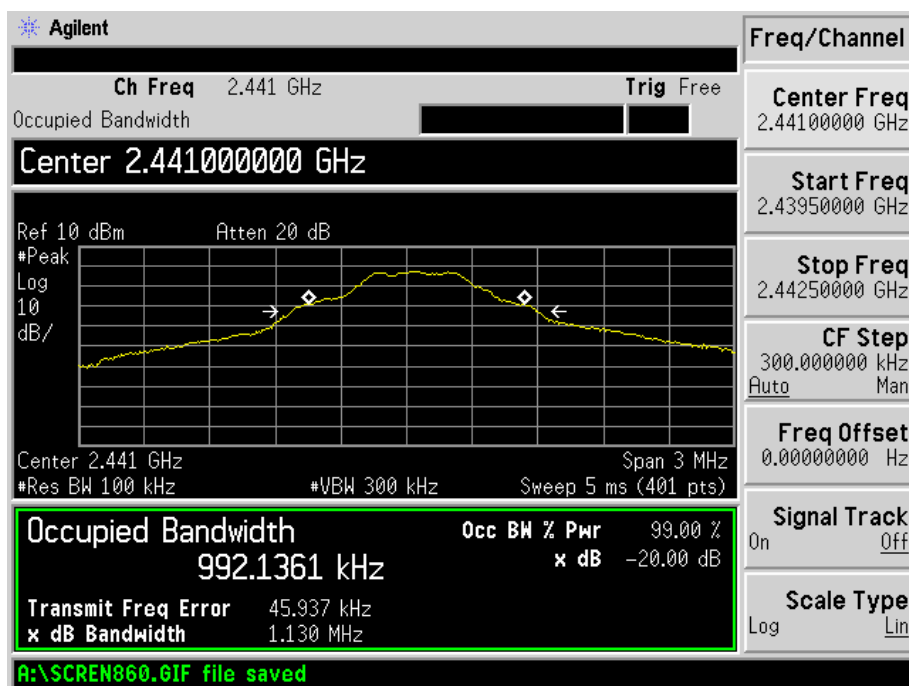 Agilent
Ch Freq 2.441 GHz Trig Free
Occupied Bandwidth
Center 2.441000000 GHz
Ref 10 dBm Atten 20 dB
#Peak
Log
10
dB/
Center 2.441 GHz Span 3 MHz
#Res BW 100 kHz #VBW 300 kHz Sweep 5 ms (401 pts)
Occupied Bandwidth Occ BW % Pwr 99.00 %
992.1361 kHz x dB -20.00 dB
Transmit Freq Error 45.937 kHz
x dB Bandwidth 1.130 MHz
A:\SCREN860.GIF file saved
Freq/Channel
Center Freq
2.44100000 GHz
Start Freq
2.43950000 GHz
Stop Freq
2.44250000 GHz
CF Step
300.000000 kHz
Auto Man
Freq Offset
0.00000000 Hz
Signal Track
On Off
Scale Type
Log Lin